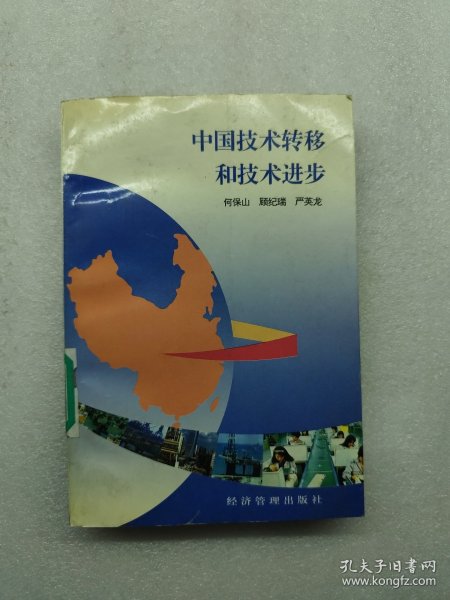 中国技术转移
和技术进步
何保山 顾纪瑞 严英龙
经济管理出版社
孔夫子旧书网
www.kongfz.com